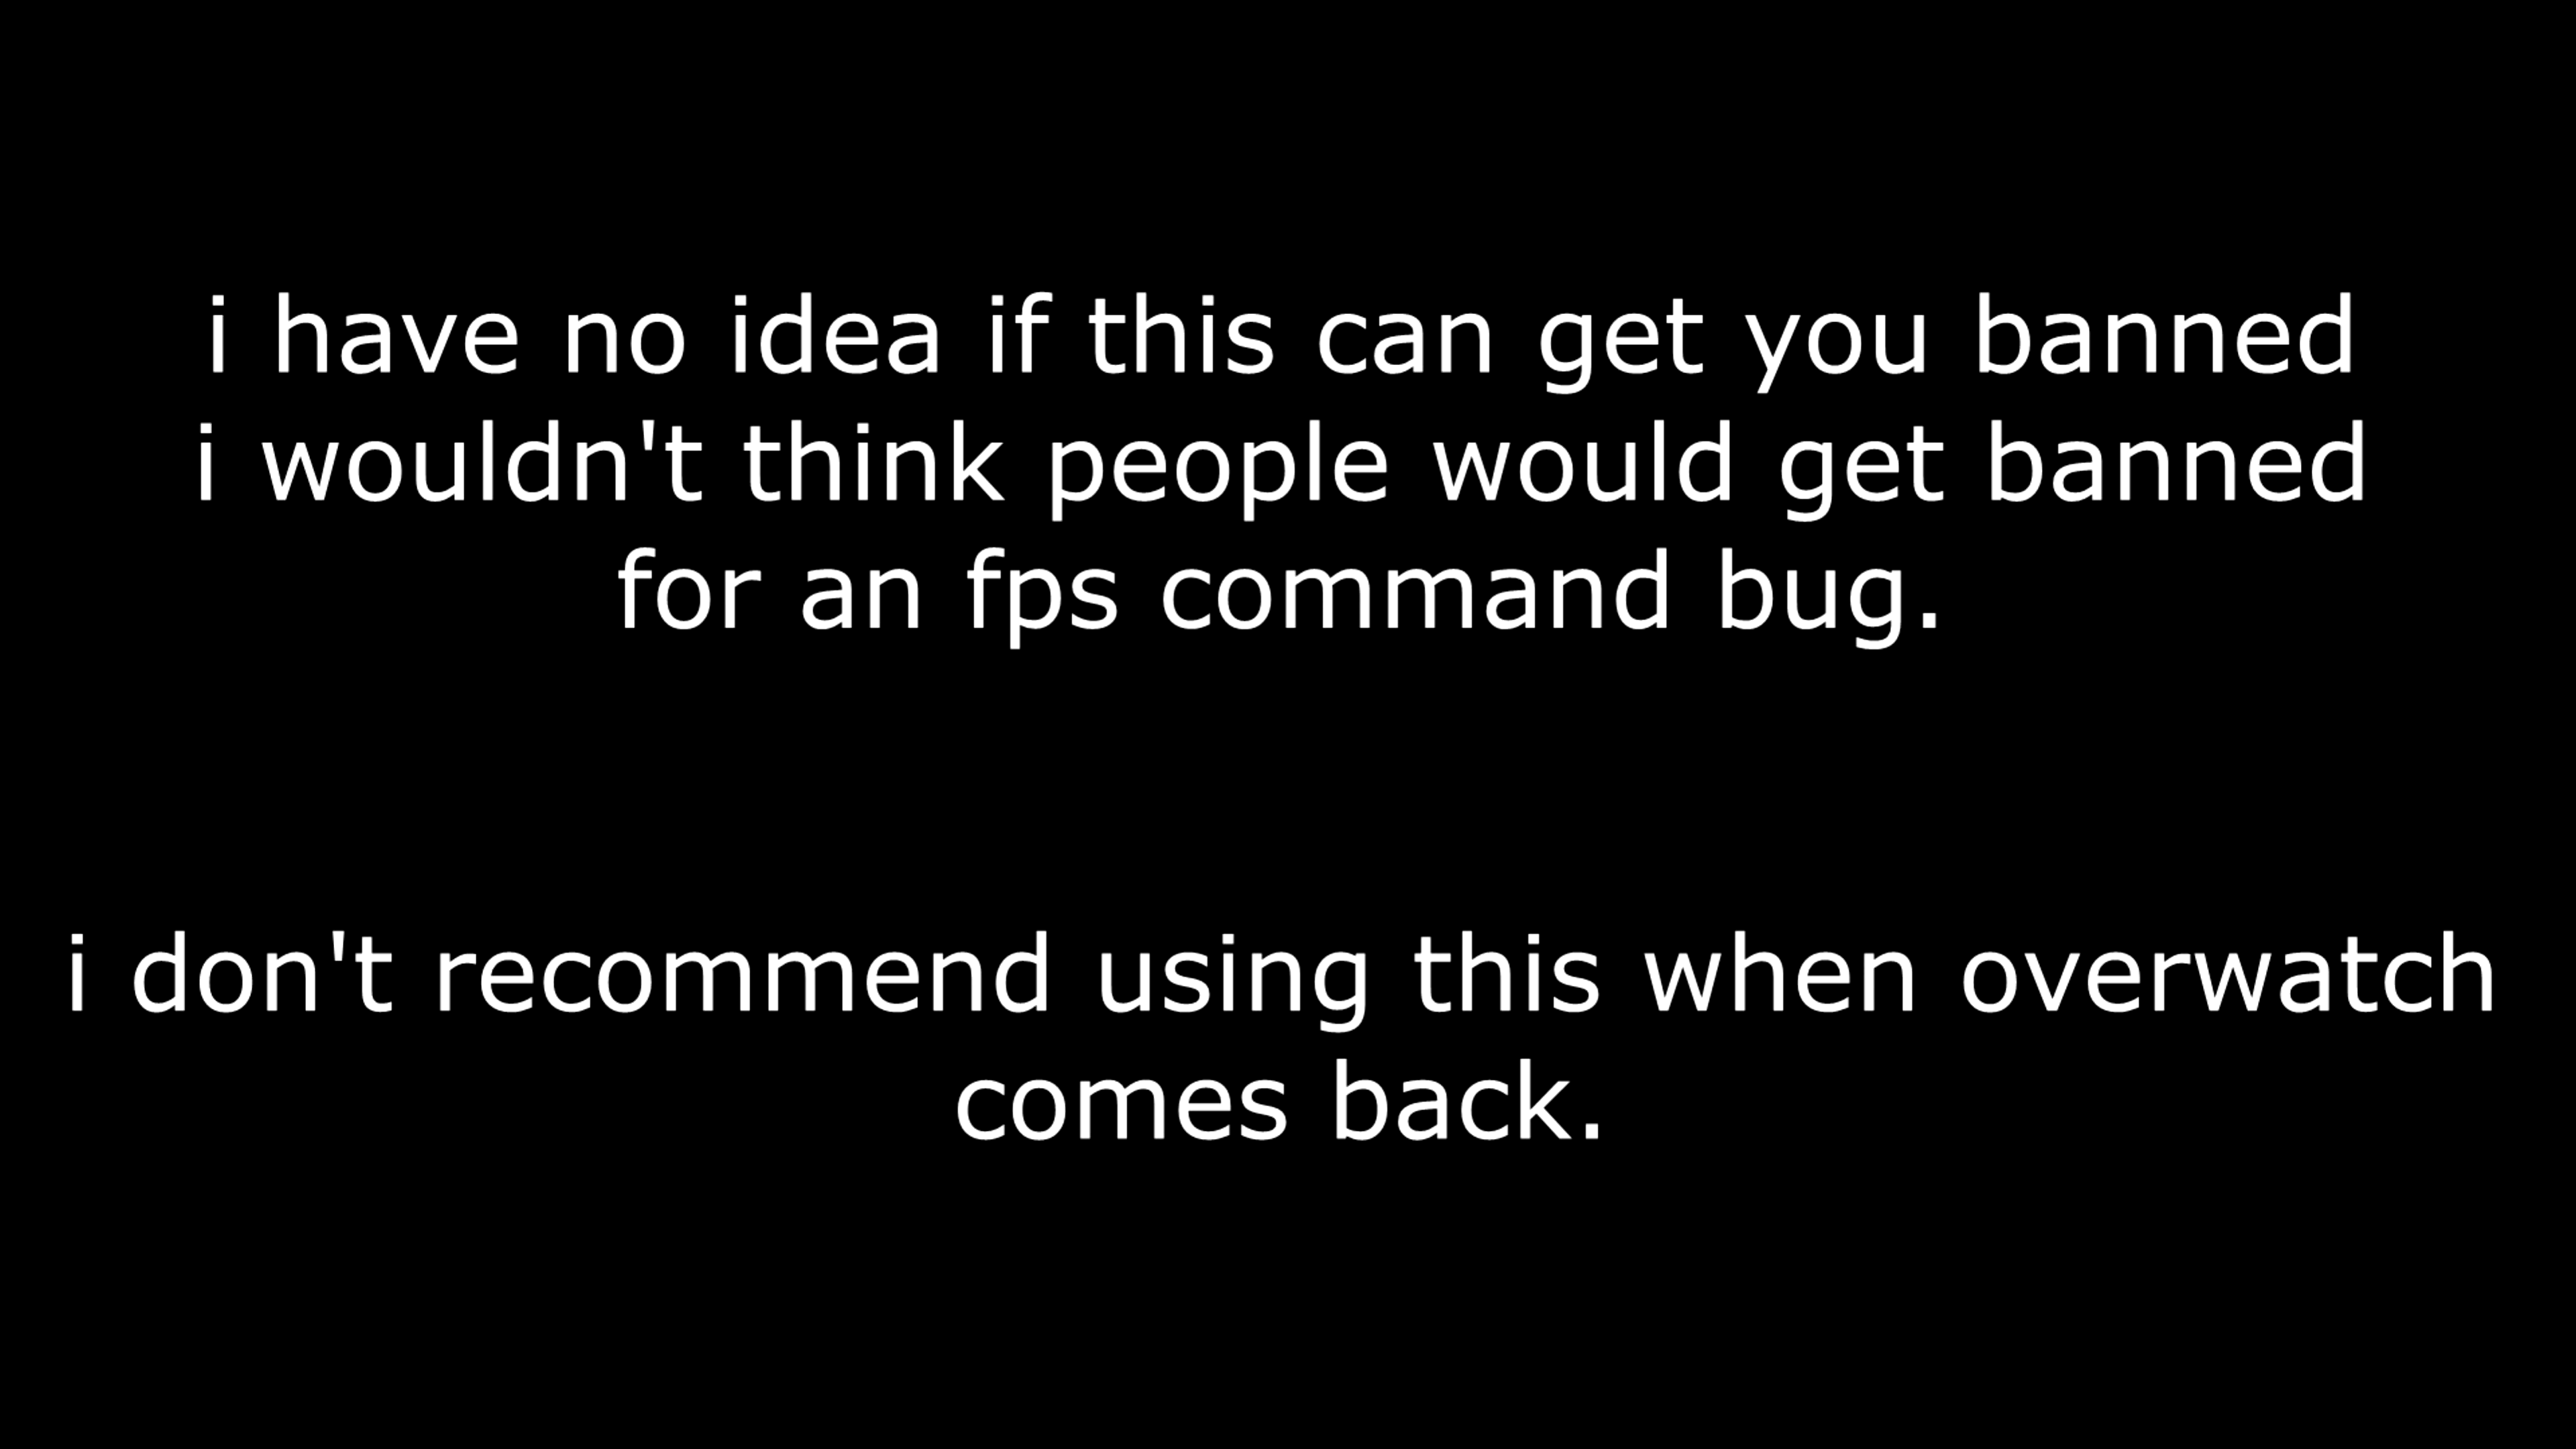 i have no idea if this can get you banned
i wouldn't think people would get banned
for an fps command bug.
i don't recommend using this when overwatch
comes back.